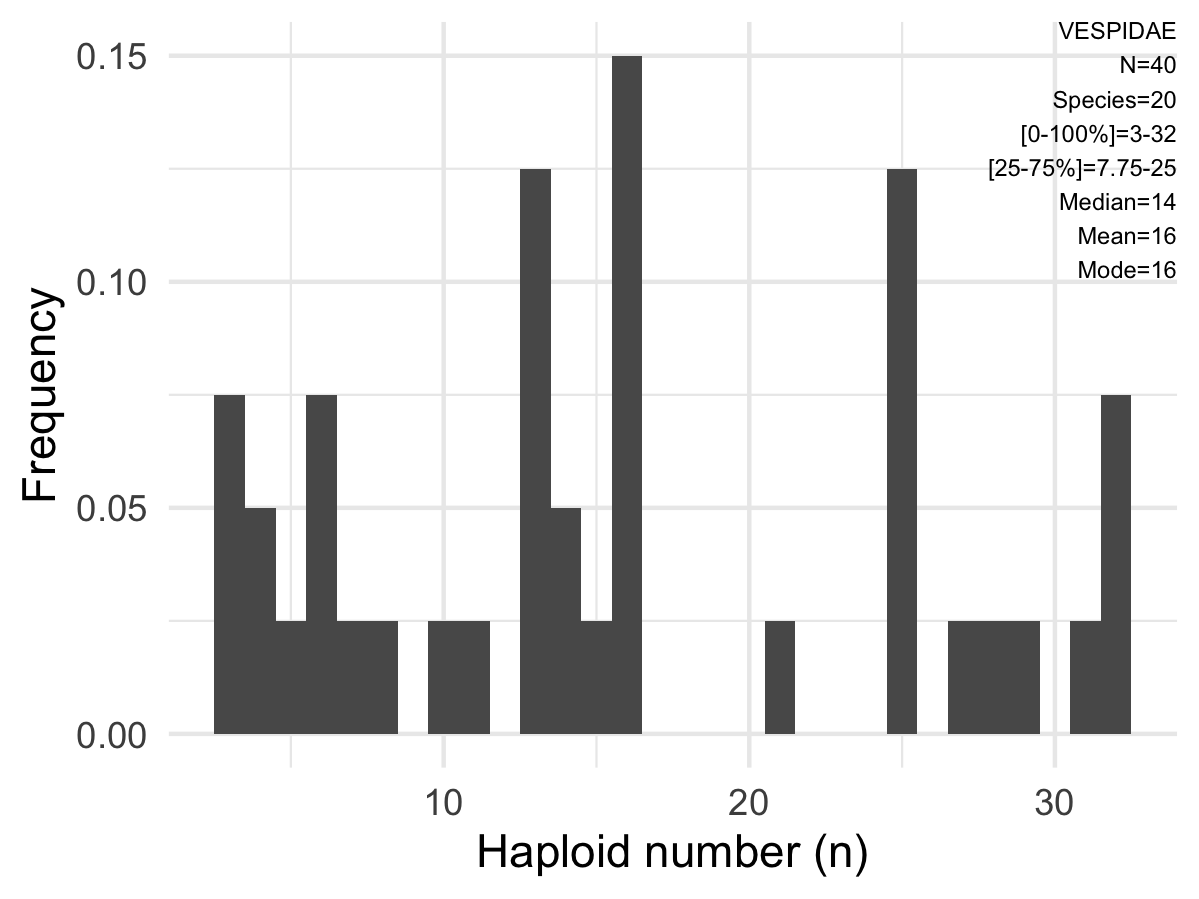 VESPIDAE
N=40
Species=20
[0-100%]=3-32
[25-75%]=7.75-25
Median=14
Mean=16
Mode=16
0.15
0.10
0.05
0.00
Frequency
10 20 30
Haploid number (n)